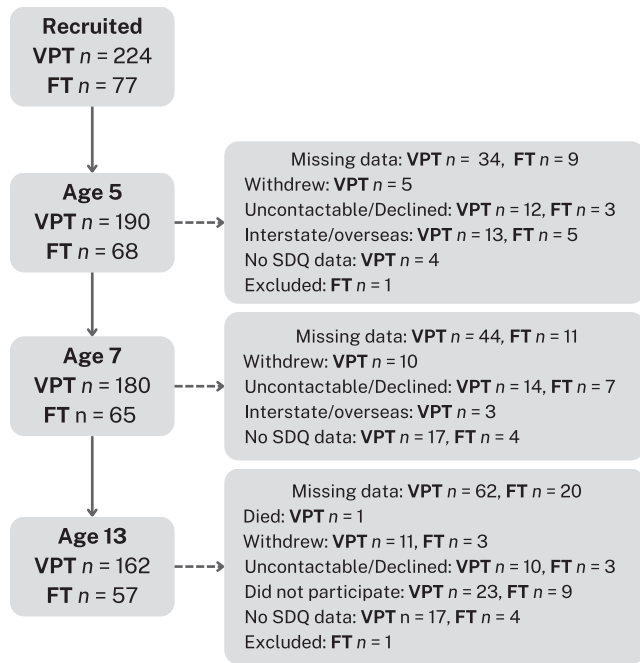 Recruited
VPT n = 224
FT n = 77
Age 5
VPT n = 190
FT n = 68
Missing data: VPT n = 34, FT n = 9
Withdrew: VPT n = 5
Uncontactable/Declined: VPT n = 12, FT n = 3
Interstate/overseas: VPT n = 13, FT n = 5
No SDQ data: VPT n = 4
Excluded: FT n = 1
Age 7
VPT n = 180
FT n = 65
Missing data: VPT n = 44, FT n = 11
Withdrew: VPT n = 10
Uncontactable/Declined: VPT n = 14, FT n = 7
Interstate/overseas: VPT n = 3
No SDQ data: VPT n = 17, FT n = 4
Age 13
VPT n = 162
FT n = 57
Missing data: VPT n = 62, FT n = 20
Died: VPT n = 1
Withdrew: VPT n = 11, FT n = 3
Uncontactable/Declined: VPT n = 10, FT n = 3
Did not participate: VPT n = 23, FT n = 9
No SDQ data: VPT n = 17, FT n = 4
Excluded: FT n = 1